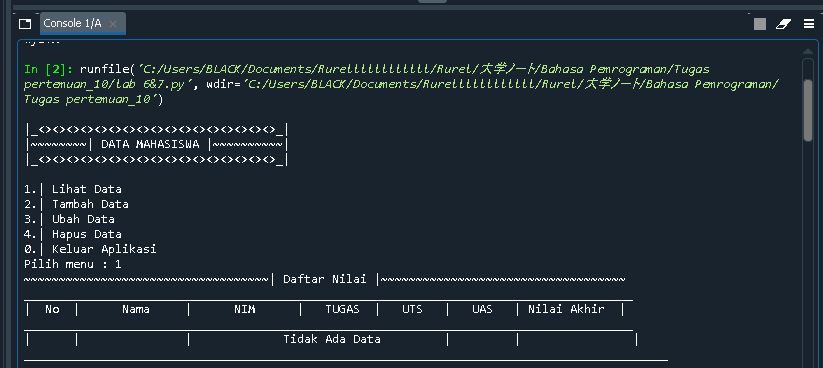 Console 1/A
In [2]: runfile('C:/Users/BLACK/Documents/Rurelllllllllll/Rurel/大学ノート/Bahasa Pemrograman/Tugas
pertemuan_10/lab 6&7.py', wdir='C:/Users/BLACK/Documents/Rurelllllllllll/Rurel/大学ノート/Bahasa Pemrograman/
Tugas pertemuan_10')
|_<><><><><><><><><><><><><><><><><>_|
|~~~~~~~~| DATA MAHASISWA |~~~~~~~~~~|
|_<><><><><><><><><><><><><><><><><>_|
1.| Lihat Data
2.| Tambah Data
3.| Ubah Data
4.| Hapus Data
0.| Keluar Aplikasi
Pilih menu : 1
~~~~~~~~~~~~~~~~~~~~~~~~~~~~~~~~~~~| Daftar Nilai |~~~~~~~~~~~~~~~~~~~~~~~~~~~~~~~~~~~
| No | Nama | NIM | TUGAS | UTS | UAS | Nilai Akhir |
| | | Tidak Ada Data | | |